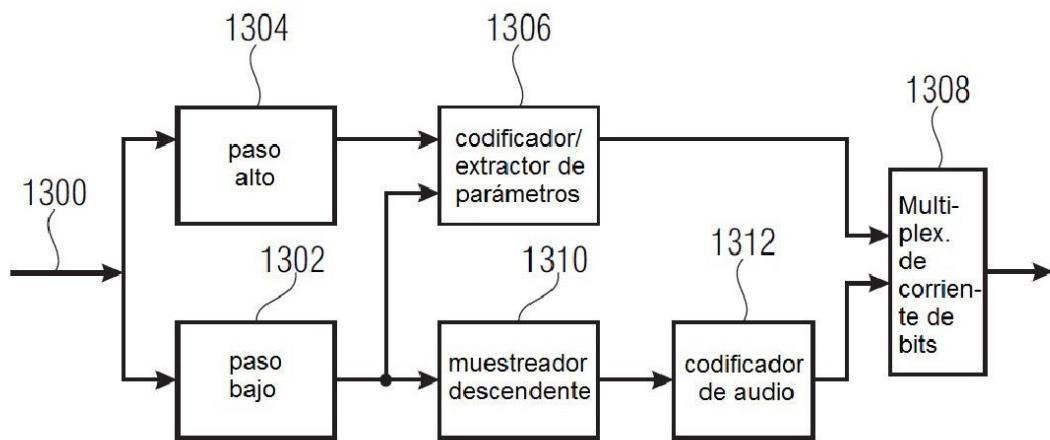 1304
1306
1308
paso
alto
codificador/
extractor de
parámetros
1300
1302
1310
1312
Multi-
plex.
de
corrien-
te de
bits
paso
bajo
muestreador
descendente
codificador
de audio